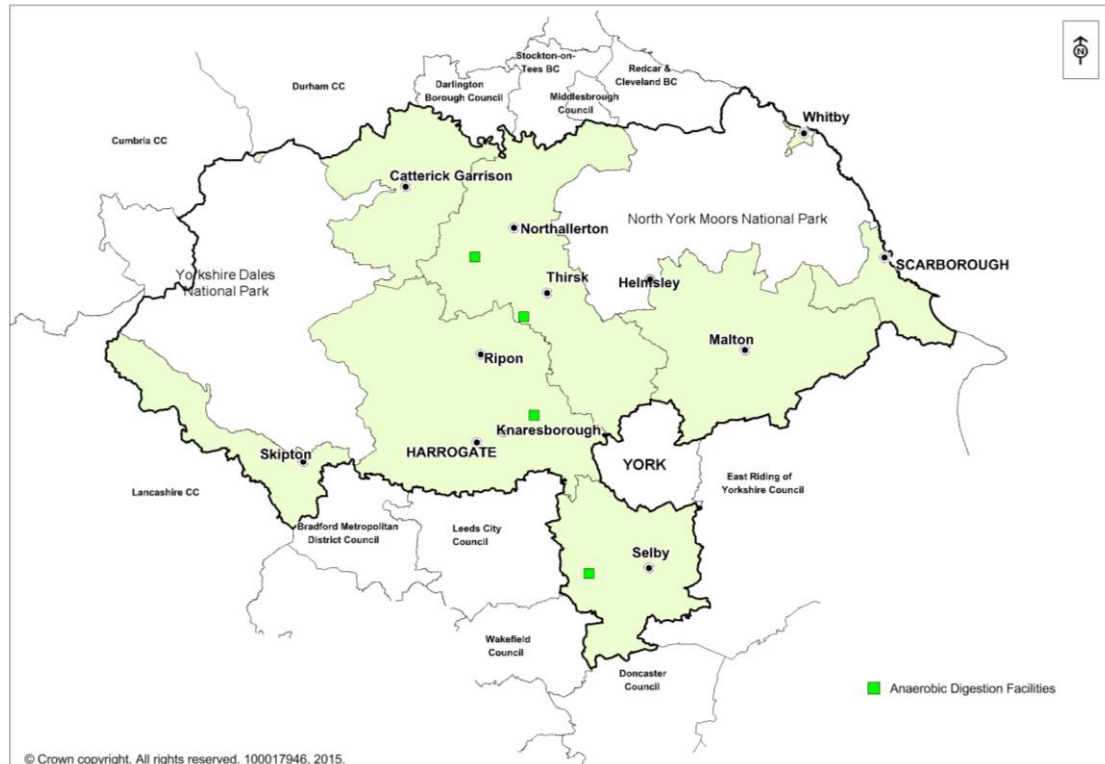 Stockton-on-
Tees BC
Redcar &
Cleveland BC
Durham CC
Darlington
Borough Council
Middlesbrough
Council
N
Whitby
Cumbria CC
Catterick Garrison
North York Moors National Park
Northallerton
Yorkshire Dales
National Park
Thirsk
Helmsley
SCARBOROUGH
Malton
Ripon
Knaresborough
HARROGATE
Skipton
YORK
East Riding of
Yorkshire Council
Lancashire CC
Bradford Metropolitan
District Council
Leeds City
Council
Selby
Wakefield
Council
Doncaster
Council
Anaerobic Digestion Facilities
© Crown copyright. All rights reserved. 100017946, 2015.